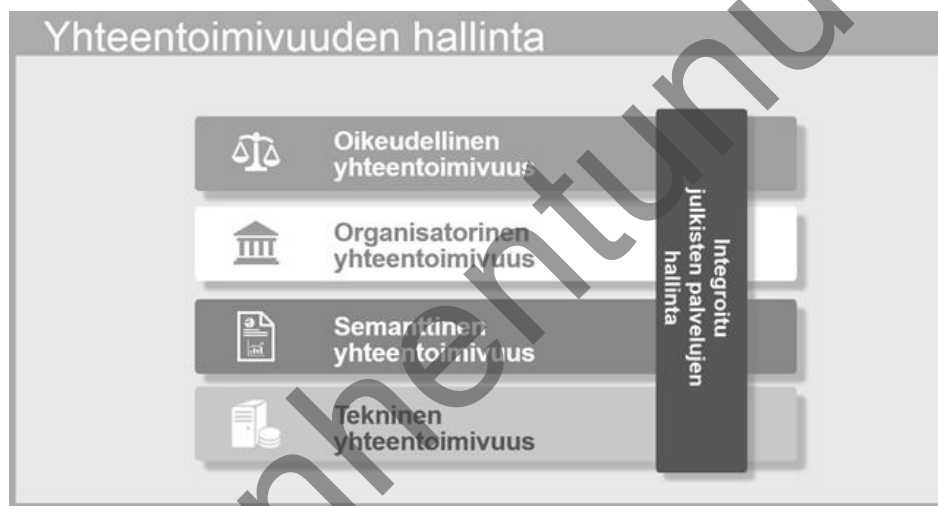 Yhteentoimivuuden hallinta
Oikeudellinen
yhteentoimivuus
Organisatorinen
yhteentoimivuus
Semanttinen
yhteentoimivuus
Tekninen
yhteentoimivuus
Integroitu
julkisten palvelujen
hallinta